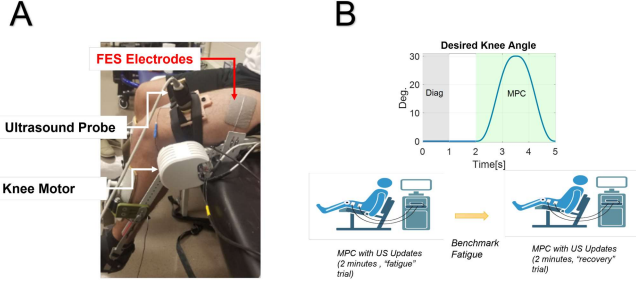 A
FES Electrodes
Ultrasound Probe
Knee Motor
B
Desired Knee Angle
30
20
10
0
Deg.
Diag
MPC
0 1 2 3 4 5
Time[s]
MPC with US Updates
(2 minutes , "fatigue"
trial)
Benchmark
Fatigue
MPC with US Updates
(2 minutes, "recovery"
trial)